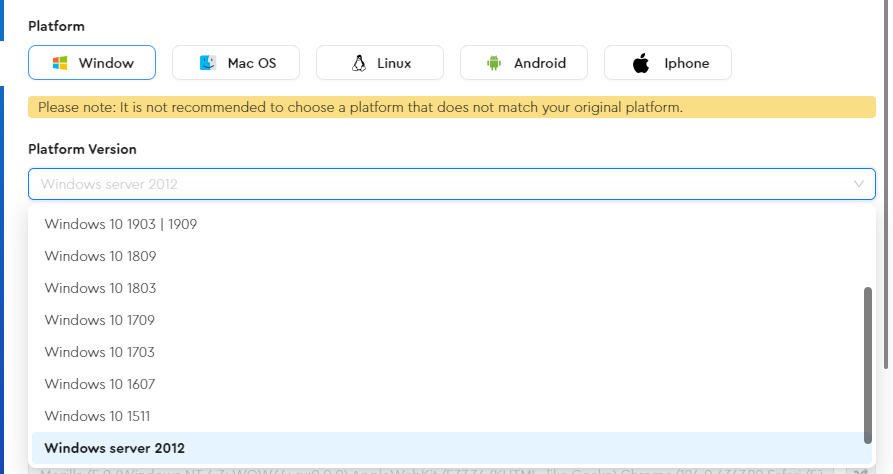 Platform
Window
Mac OS
Linux
Android
Iphone
Please note: It is not recommended to choose a platform that does not match your original platform.
Platform Version
Windows server 2012
Windows 10 1903 | 1909
Windows 10 1809
Windows 10 1803
Windows 10 1709
Windows 10 1703
Windows 10 1607
Windows 10 1511
Windows server 2012